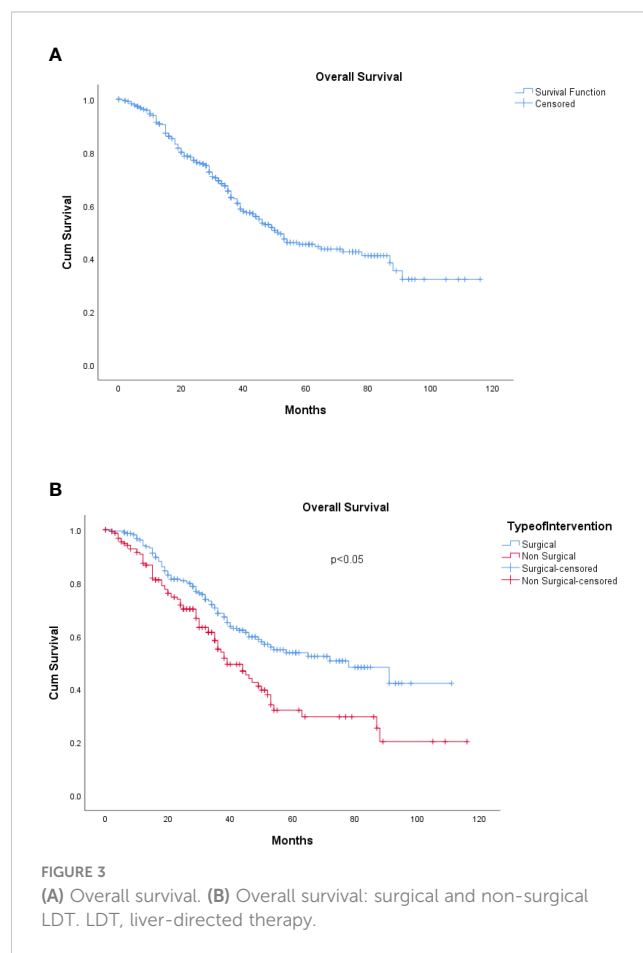 A
Overall Survival
Survival Function
Censored
1.0
0.8
0.6
0.4
0.2
0.0
Cum Survival
0 20 40 60 80 100 120
Months
B
Overall Survival
p<0.05
TypeofIntervention
Surgical
Non Surgical
Surgical-censored
Non Surgical-censored
1.0
0.8
0.6
0.4
0.2
0.0
Cum Survival
0 20 40 60 80 100 120
Months
FIGURE 3
(A) Overall survival. (B) Overall survival: surgical and non-surgical
LDT. LDT, liver-directed therapy.